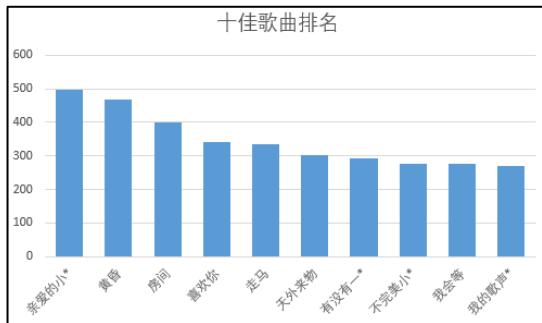 十佳歌曲排名
600
500
400
300
200
100
0
亲爱的小*
黄昏
房间
喜欢你
走马
天外来物
有没有一*
不完美小*
我会等
我的歌声*